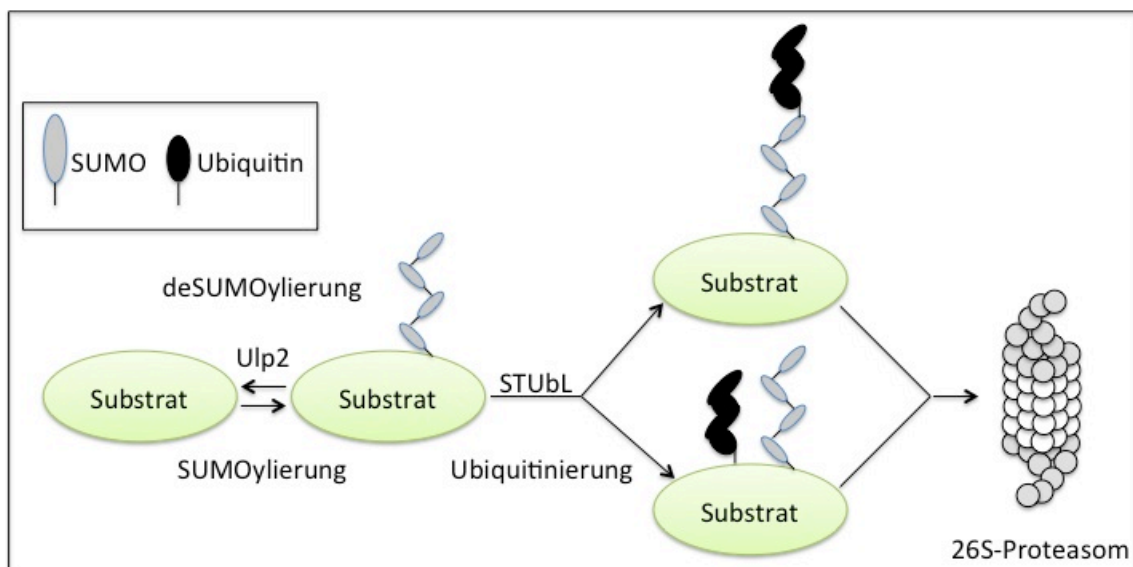 SUMO
Ubiquitin
deSUMOylierung
Ulp2
Substrat
Substrat
SUMOylierung
STUbL
Ubiquitinierung
Substrat
Substrat
26S-Proteasom